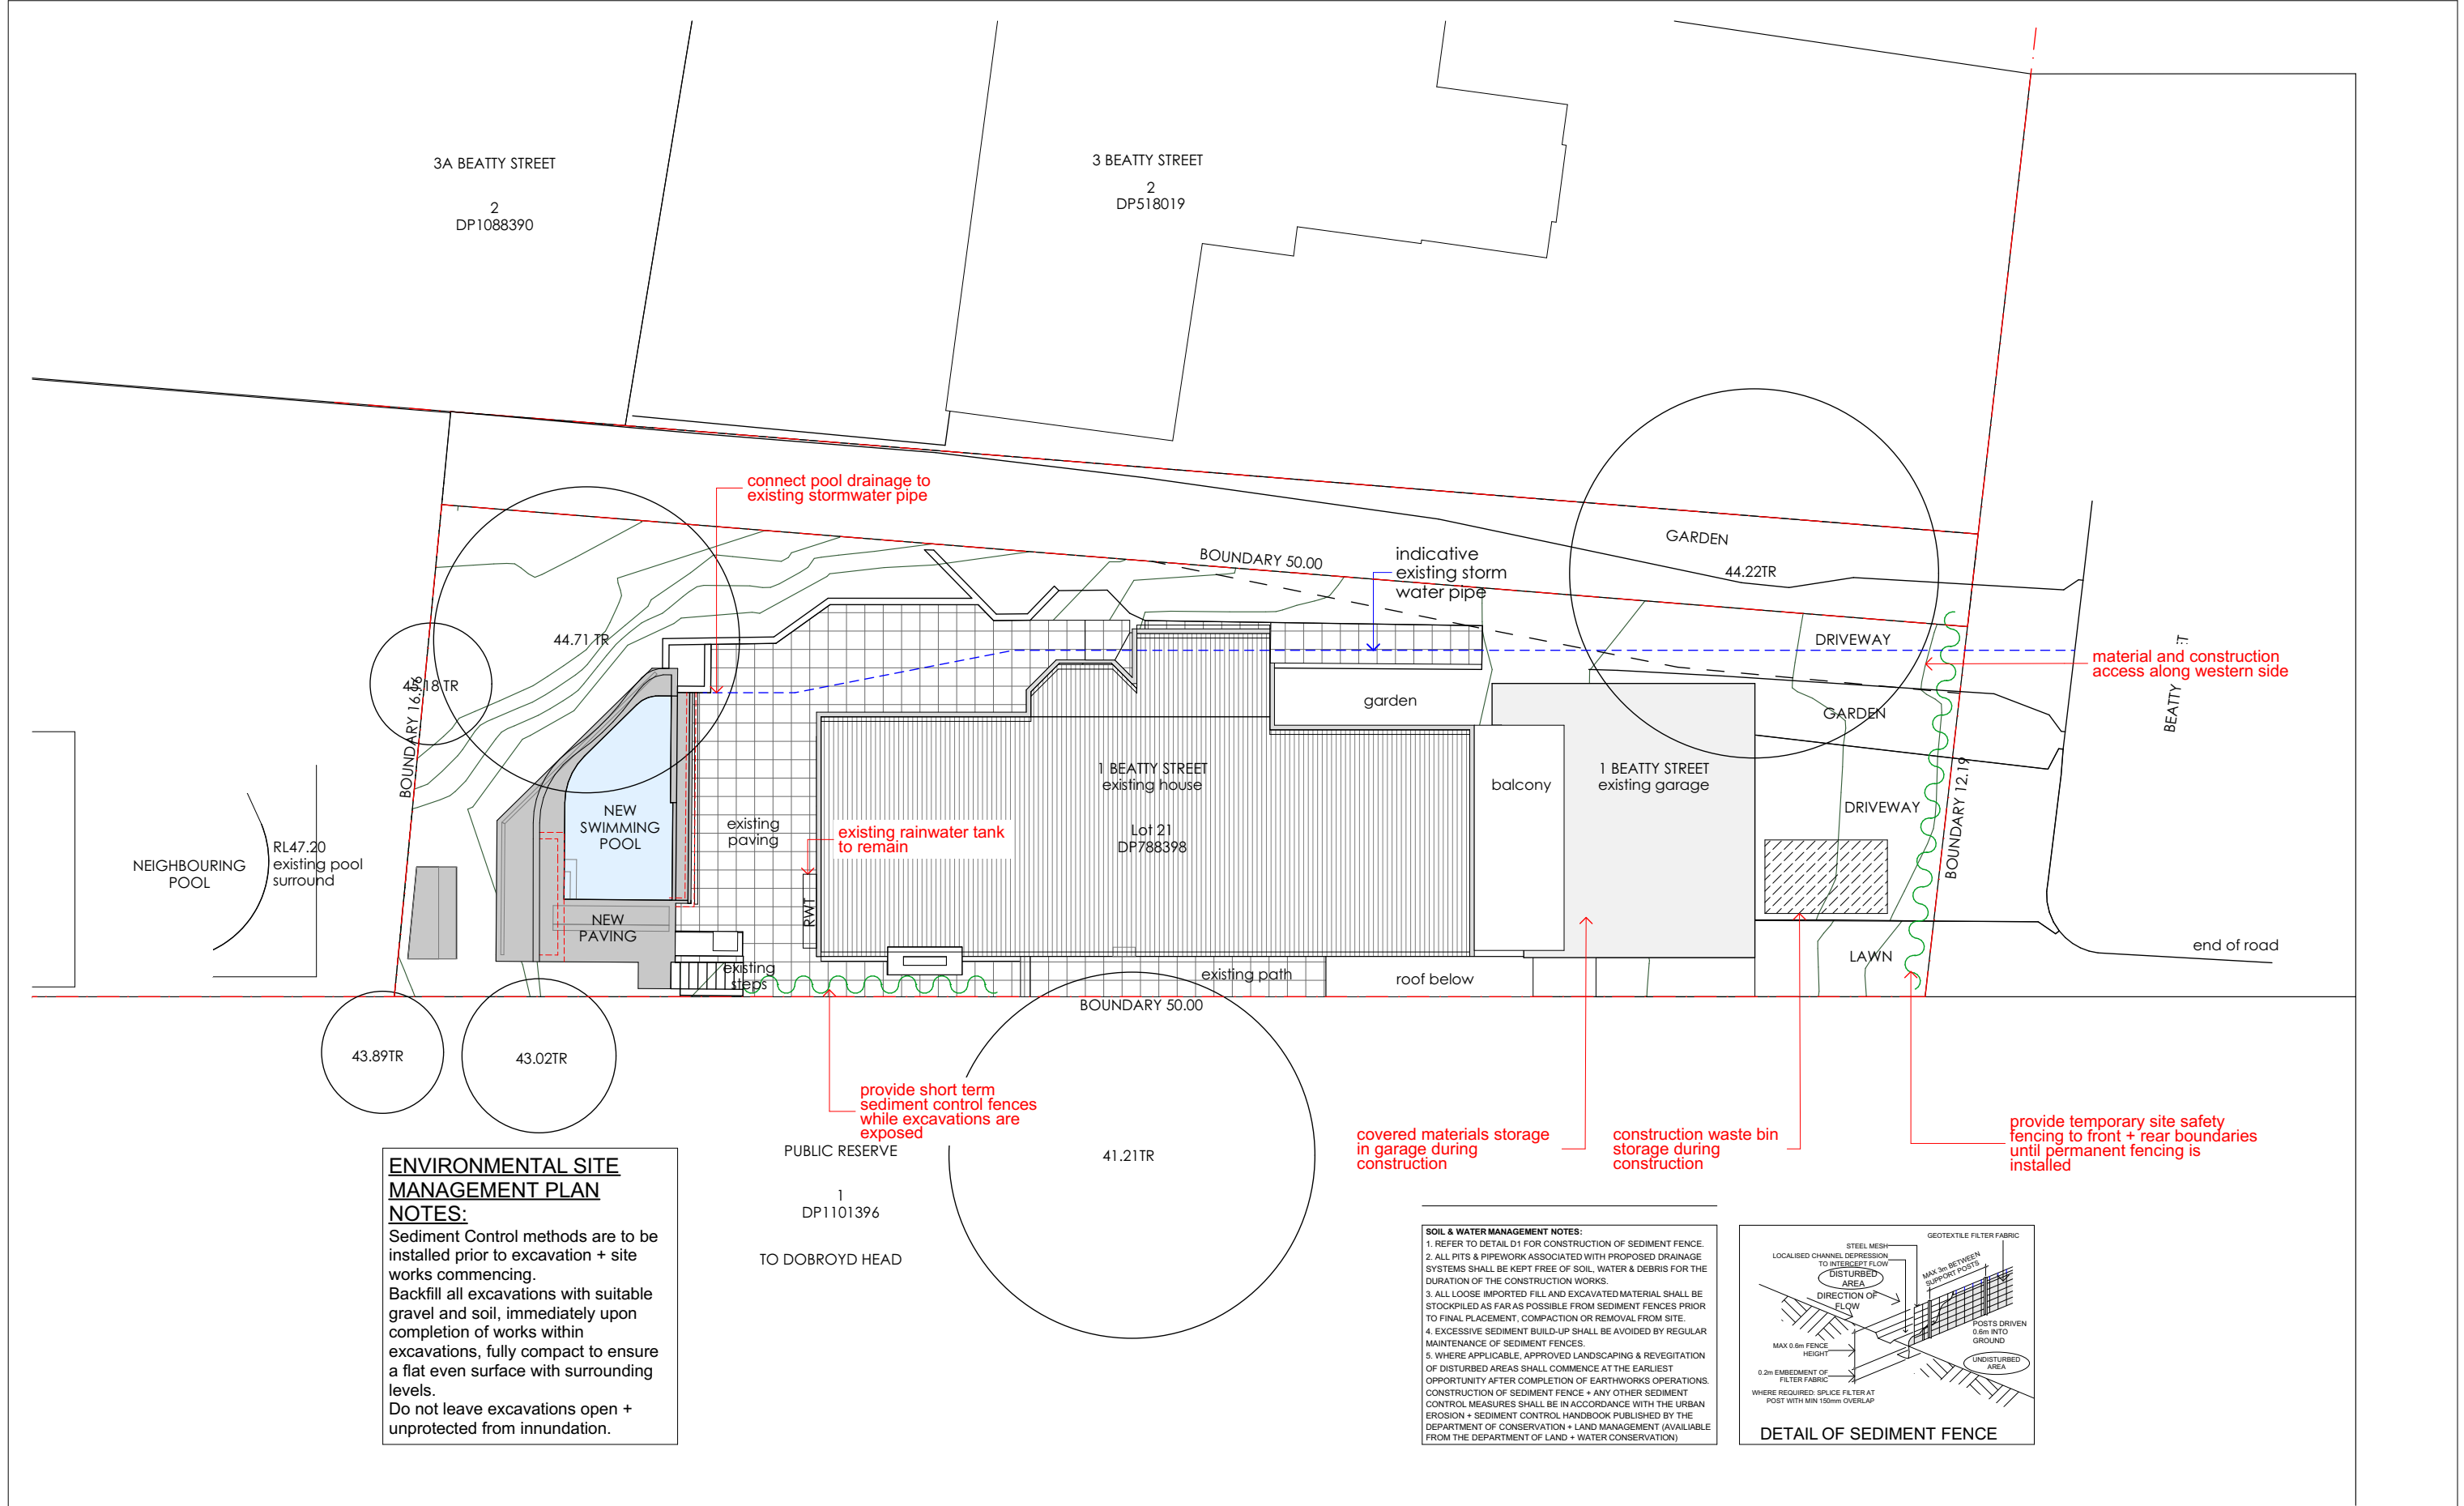 3A BEATTY STREET
2
DP1088390
3 BEATTY STREET
2
DP518019
connect pool drainage to
existing stormwater pipe
BOUNDARY 50.00
indicative
existing storm
water pipe
GARDEN
44.22TR
DRIVEWAY
material and construction
access along western side
BEATTY
44.71 TR
18 TR
BOUNDARY 16.96
garden
GARDEN
NEW
SWIMMING
POOL
existing
paving
existing rainwater tank
to remain
RWT
1 BEATTY STREET
existing house
Lot 21
DP788398
balcony
1 BEATTY STREET
existing garage
DRIVEWAY
BOUNDARY 12.19
NEIGHBOURING
POOL
RL47.20
existing pool
surround
NEW
PAVING
existing
steps
existing path
roof below
LAWN
end of road
BOUNDARY 50.00
43.89TR
43.02TR
41.21TR
provide short term
sediment control fences
while excavations are
exposed
PUBLIC RESERVE
1
DP1101396
TO DOBROYD HEAD
covered materials storage
in garage during
construction
construction waste bin
storage during
construction
provide temporary site safety
fencing to front + rear boundaries
until permanent fencing is
installed
ENVIRONMENTAL SITE
MANAGEMENT PLAN
NOTES:
Sediment Control methods are to be
installed prior to excavation + site
works commencing.
Backfill all excavations with suitable
gravel and soil, immediately upon
completion of works within
excavations, fully compact to ensure
a flat even surface with surrounding
levels.
Do not leave excavations open +
unprotected from innundation.
SOIL & WATER MANAGEMENT NOTES:
1. REFER TO DETAIL D1 FOR CONSTRUCTION OF SEDIMENT FENCE.
2. ALL PITS & PIPEWORK ASSOCIATED WITH PROPOSED DRAINAGE
SYSTEMS SHALL BE KEPT FREE OF SOIL, WATER & DEBRIS FOR THE
DURATION OF THE CONSTRUCTION WORKS.
3. ALL LOOSE IMPORTED FILL AND EXCAVATED MATERIAL SHALL BE
STOCKPILED AS FAR AS POSSIBLE FROM SEDIMENT FENCES PRIOR
TO FINAL PLACEMENT, COMPACTION OR REMOVAL FROM SITE.
4. EXCESSIVE SEDIMENT BUILD-UP SHALL BE AVOIDED BY REGULAR
MAINTENANCE OF SEDIMENT FENCES.
5. WHERE APPLICABLE, APPROVED LANDSCAPING & REVEGITATION
OF DISTURBED AREAS SHALL COMMENCE AT THE EARLIEST
OPPORTUNITY AFTER COMPLETION OF EARTHWORKS OPERATIONS.
CONSTRUCTION OF SEDIMENT FENCE + ANY OTHER SEDIMENT
CONTROL MEASURES SHALL BE IN ACCORDANCE WITH THE URBAN
EROSION + SEDIMENT CONTROL HANDBOOK PUBLISHED BY THE
DEPARTMENT OF CONSERVATION + LAND MANAGEMENT (AVAILIABLE
FROM THE DEPARTMENT OF LAND + WATER CONSERVATION)
GEOTEXTILE FILTER FABRIC
STEEL MESH
LOCALISED CHANNEL DEPRESSION
TO INTERCEPT FLOW
DISTURBED
AREA
DIRECTION OF
FLOW
MAX 3m BETWEEN
SUPPORT POSTS
POSTS DRIVEN
0.6m INTO
GROUND
MAX 0.6m FENCE
HEIGHT
UNDISTURBED
AREA
0.2m EMBEDMENT OF
FILTER FABRIC
WHERE REQUIRED: SPLICE FILTER AT
POST WITH MIN 150mm OVERLAP
DETAIL OF SEDIMENT FENCE